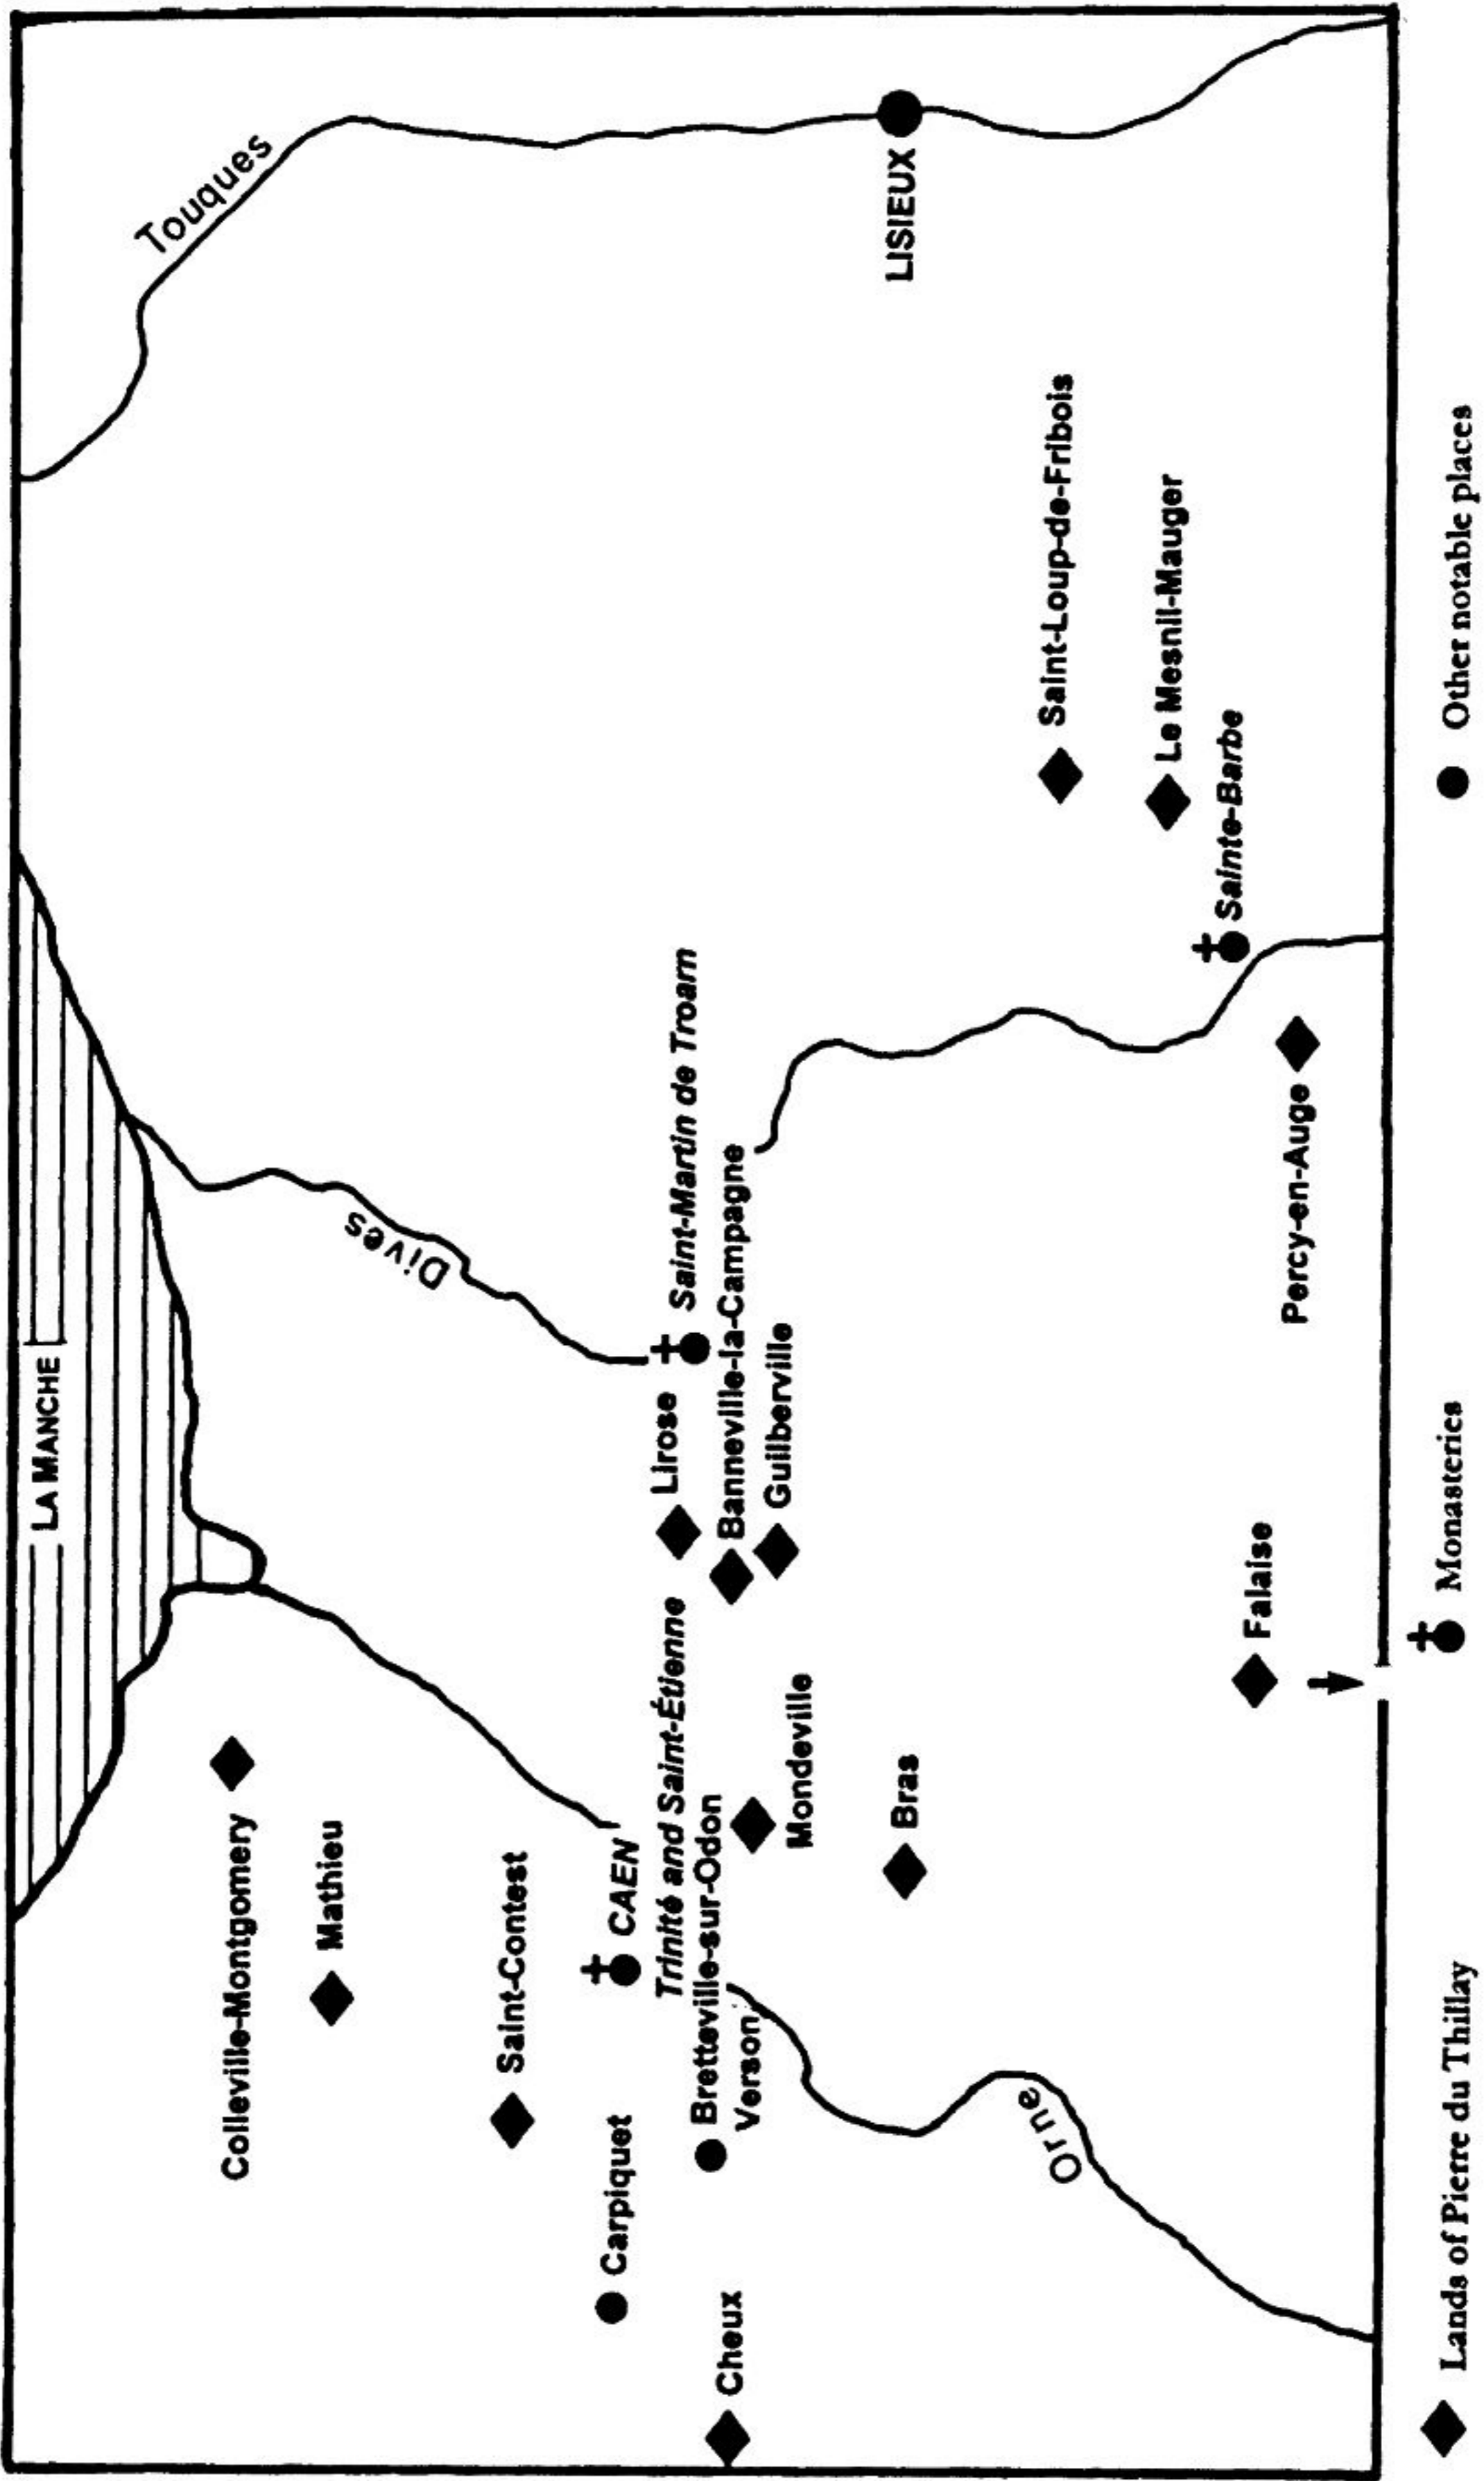 LA MANCHE
Touques
Colleville-Montgomery
Mathieu
Dives
Saint-Contest
Carpiquet
CAEN
Trinité and Saint-Étienne
Lirose
Saint-Martin de Troarn
Bretteville-sur-Odon
Verson
Banneville-la-Campagne
Guilberville
Cheux
Mondeville
LISIEUX
Bras
Orne
Saint-Loup-de-Fribois
Le Mesnil-Mauger
Sainte-Barbe
Falaise
Percy-en-Auge
Lands of Pierre du Thillay
Monasteries
Other notable places